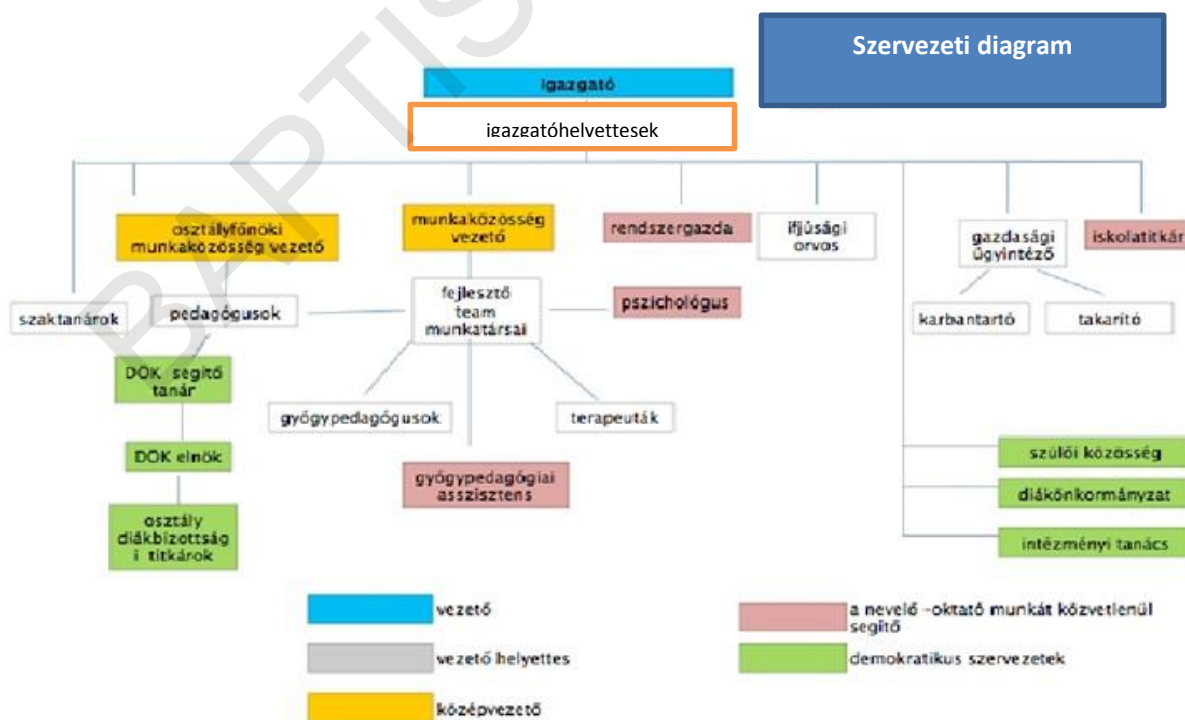 Szervezeti diagram
Igazgató
igazgatóhelyettesek
osztályfőnöki
munkaközösség vezető
munkaközösség
vezető
rendszergazda
ifjúsági
orvos
gazdasági
ügyintéző
iskolatitkár
szaktanárok
pedagógusok
fejlesztő
team
munkatársai
pszichológus
karbantartó
takarító
DÖK segítő
tanár
gyógypedagógusok
terapeuták
DÖK elnök
gyógypedagógiai
asszisztens
szülői közösség
diákönkormányzat
intézményi tanács
osztály
diákbizottság
i titkárok
vezető
vezető helyettes
középvezető
a nevelő -oktató munkát közvetlenül
segítő
demokratikus szervezetek
BAPTIS